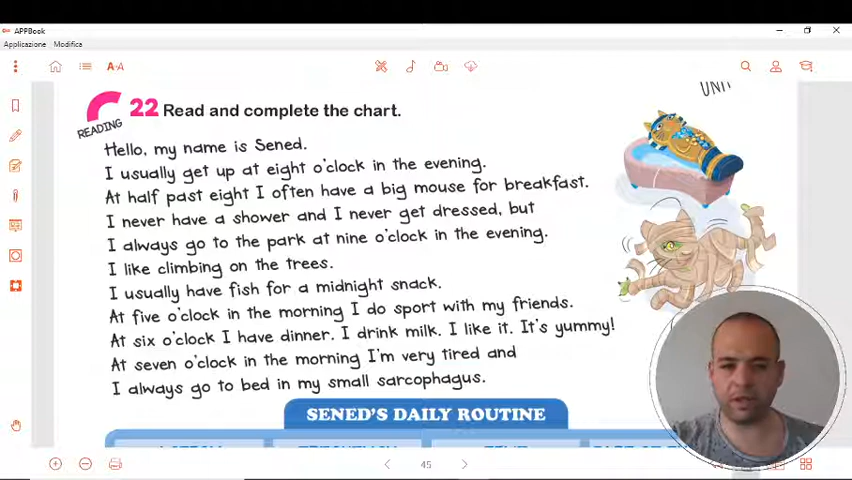 APPBook
Applicazione Modifica
A-A
UNIT
READING
22 Read and complete the chart.
Hello, my name is Sened.
I usually get up at eight o'clock in the evening.
At half past eight I often have a big mouse for breakfast.
I never have a shower and I never get dressed, but
I always go to the park at nine o'clock in the evening.
I like climbing on the trees.
I usually have fish for a midnight snack.
At five o'clock in the morning I do sport with my friends.
At six o'clock I have dinner. I drink milk. I like it. It's yummy!
At seven o'clock in the morning I'm very tired and
I always go to bed in my small sarcophagus.
SENED'S DAILY ROUTINE
45